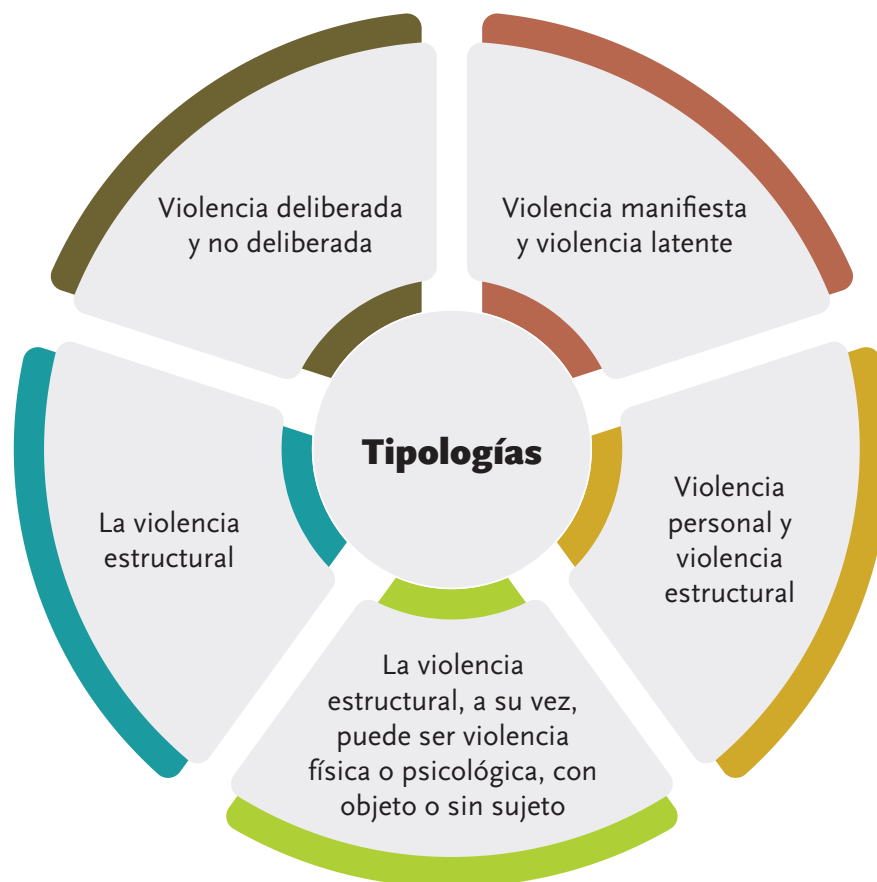 Violencia deliberada
y no deliberada
Violencia manifiesta
y violencia latente
Tipologías
La violencia
estructural
Violencia
personal y
violencia
estructural
La violencia
estructural, a su vez,
puede ser violencia
física o psicológica, con
objeto o sin sujeto